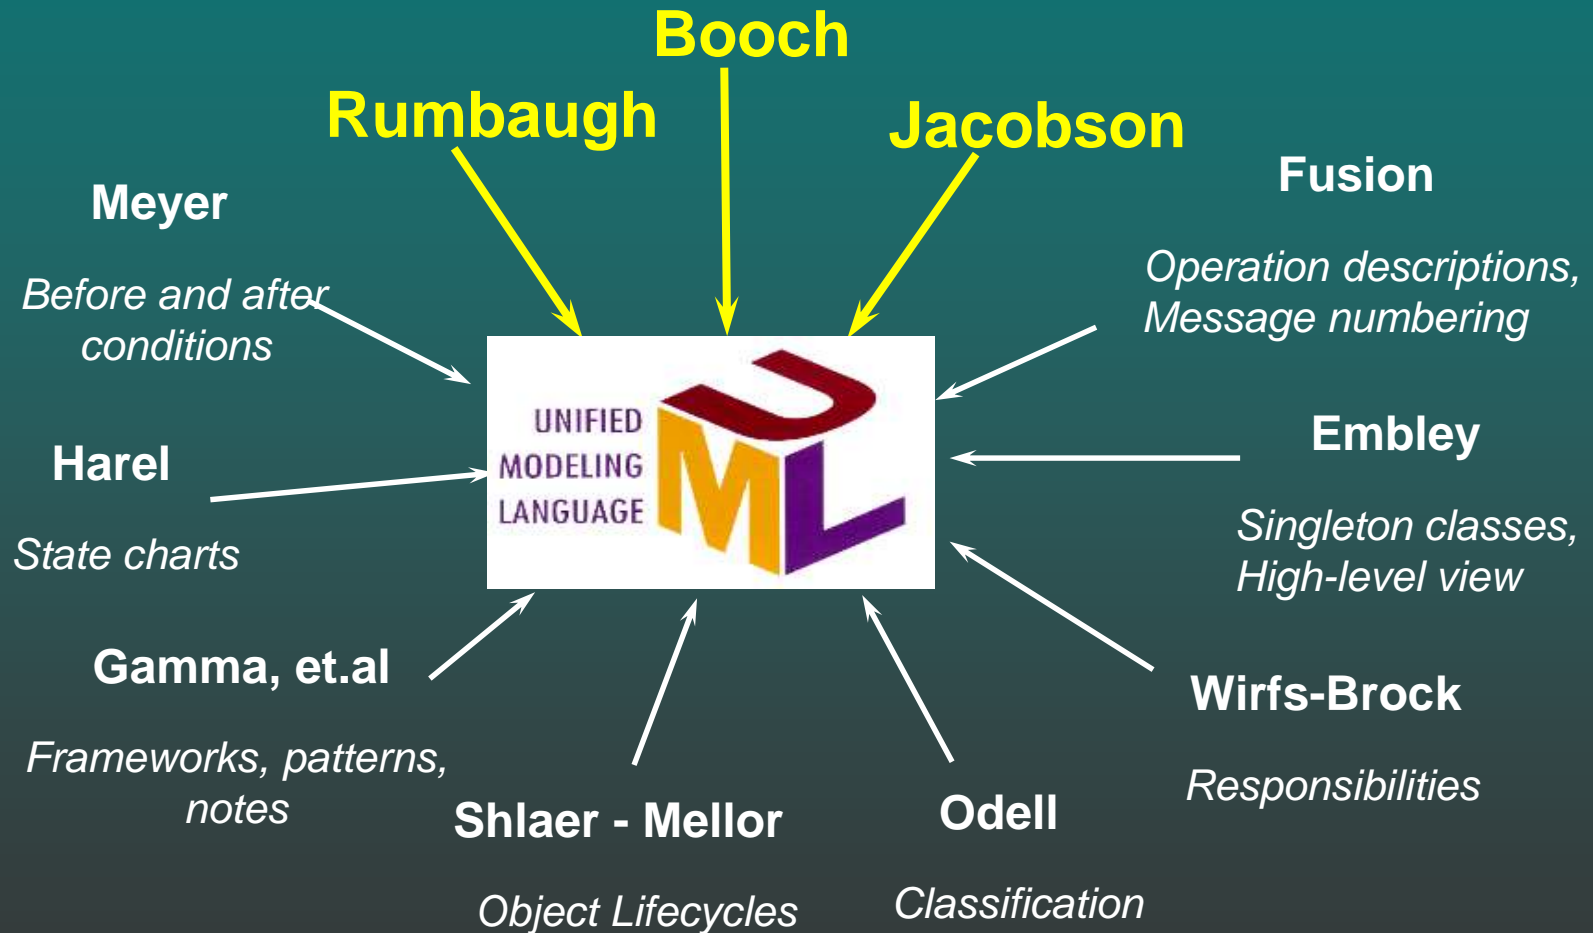 Booch
Rumbaugh
Jacobson
Meyer
Before and after
conditions
Fusion
Operation descriptions,
Message numbering
UNIFIED
MODELING
LANGUAGE
UML
Harel
State charts
Embley
Singleton classes,
High-level view
Gamma, et.al
Frameworks, patterns,
notes
Shlaer - Mellor
Object Lifecycles
Odell
Classification
Wirfs-Brock
Responsibilities